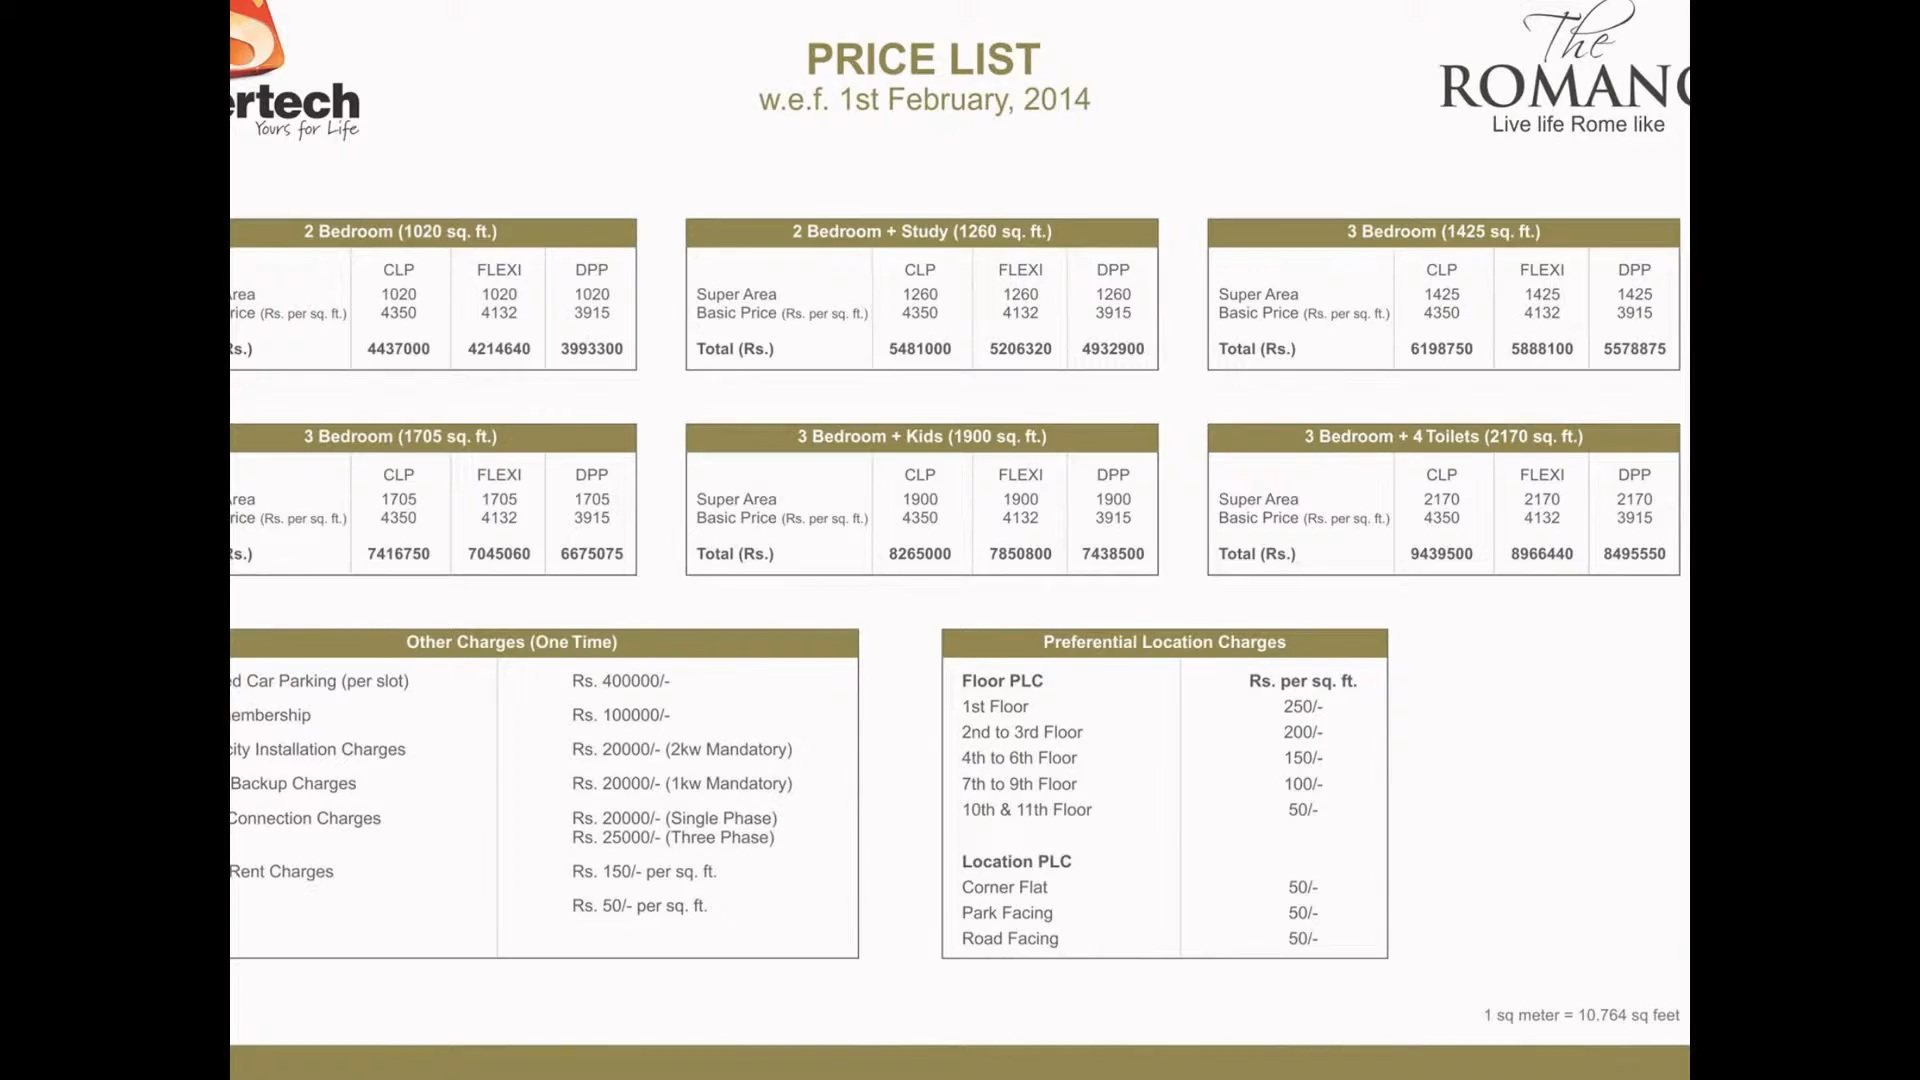 PRICE LIST
w.e.f. 1st February, 2014
ertech
Yours for Life
The
ROMANO
Live life Rome like
2 Bedroom (1020 sq. ft.)
CLP FLEXI DPP
rea 1020 1020 1020
rice (Rs. per sq. ft.) 4350 4132 3915
Rs.) 4437000 4214640 3993300
2 Bedroom + Study (1260 sq. ft.)
CLP FLEXI DPP
Super Area 1260 1260 1260
Basic Price (Rs. per sq. ft.) 4350 4132 3915
Total (Rs.) 5481000 5206320 4932900
3 Bedroom (1425 sq. ft.)
CLP FLEXI DPP
Super Area 1425 1425 1425
Basic Price (Rs. per sq. ft.) 4350 4132 3915
Total (Rs.) 6198750 5888100 5578875
3 Bedroom (1705 sq. ft.)
CLP FLEXI DPP
rea 1705 1705 1705
rice (Rs. per sq. ft.) 4350 4132 3915
Rs.) 7416750 7045060 6675075
3 Bedroom + Kids (1900 sq. ft.)
CLP FLEXI DPP
Super Area 1900 1900 1900
Basic Price (Rs. per sq. ft.) 4350 4132 3915
Total (Rs.) 8265000 7850800 7438500
3 Bedroom + 4 Toilets (2170 sq. ft.)
CLP FLEXI DPP
Super Area 2170 2170 2170
Basic Price (Rs. per sq. ft.) 4350 4132 3915
Total (Rs.) 9439500 8966440 8495550
Other Charges (One Time)
ed Car Parking (per slot) Rs. 400000/-
embership Rs. 100000/-
city Installation Charges Rs. 20000/- (2kw Mandatory)
Backup Charges Rs. 20000/- (1kw Mandatory)
Connection Charges Rs. 20000/- (Single Phase)
Rs. 25000/- (Three Phase)
Rent Charges Rs. 150/- per sq. ft.
Rs. 50/- per sq. ft.
Preferential Location Charges
Floor PLC Rs. per sq. ft.
1st Floor 250/-
2nd to 3rd Floor 200/-
4th to 6th Floor 150/-
7th to 9th Floor 100/-
10th & 11th Floor 50/-
Location PLC
Corner Flat 50/-
Park Facing 50/-
Road Facing 50/-
1 sq meter = 10.764 sq feet